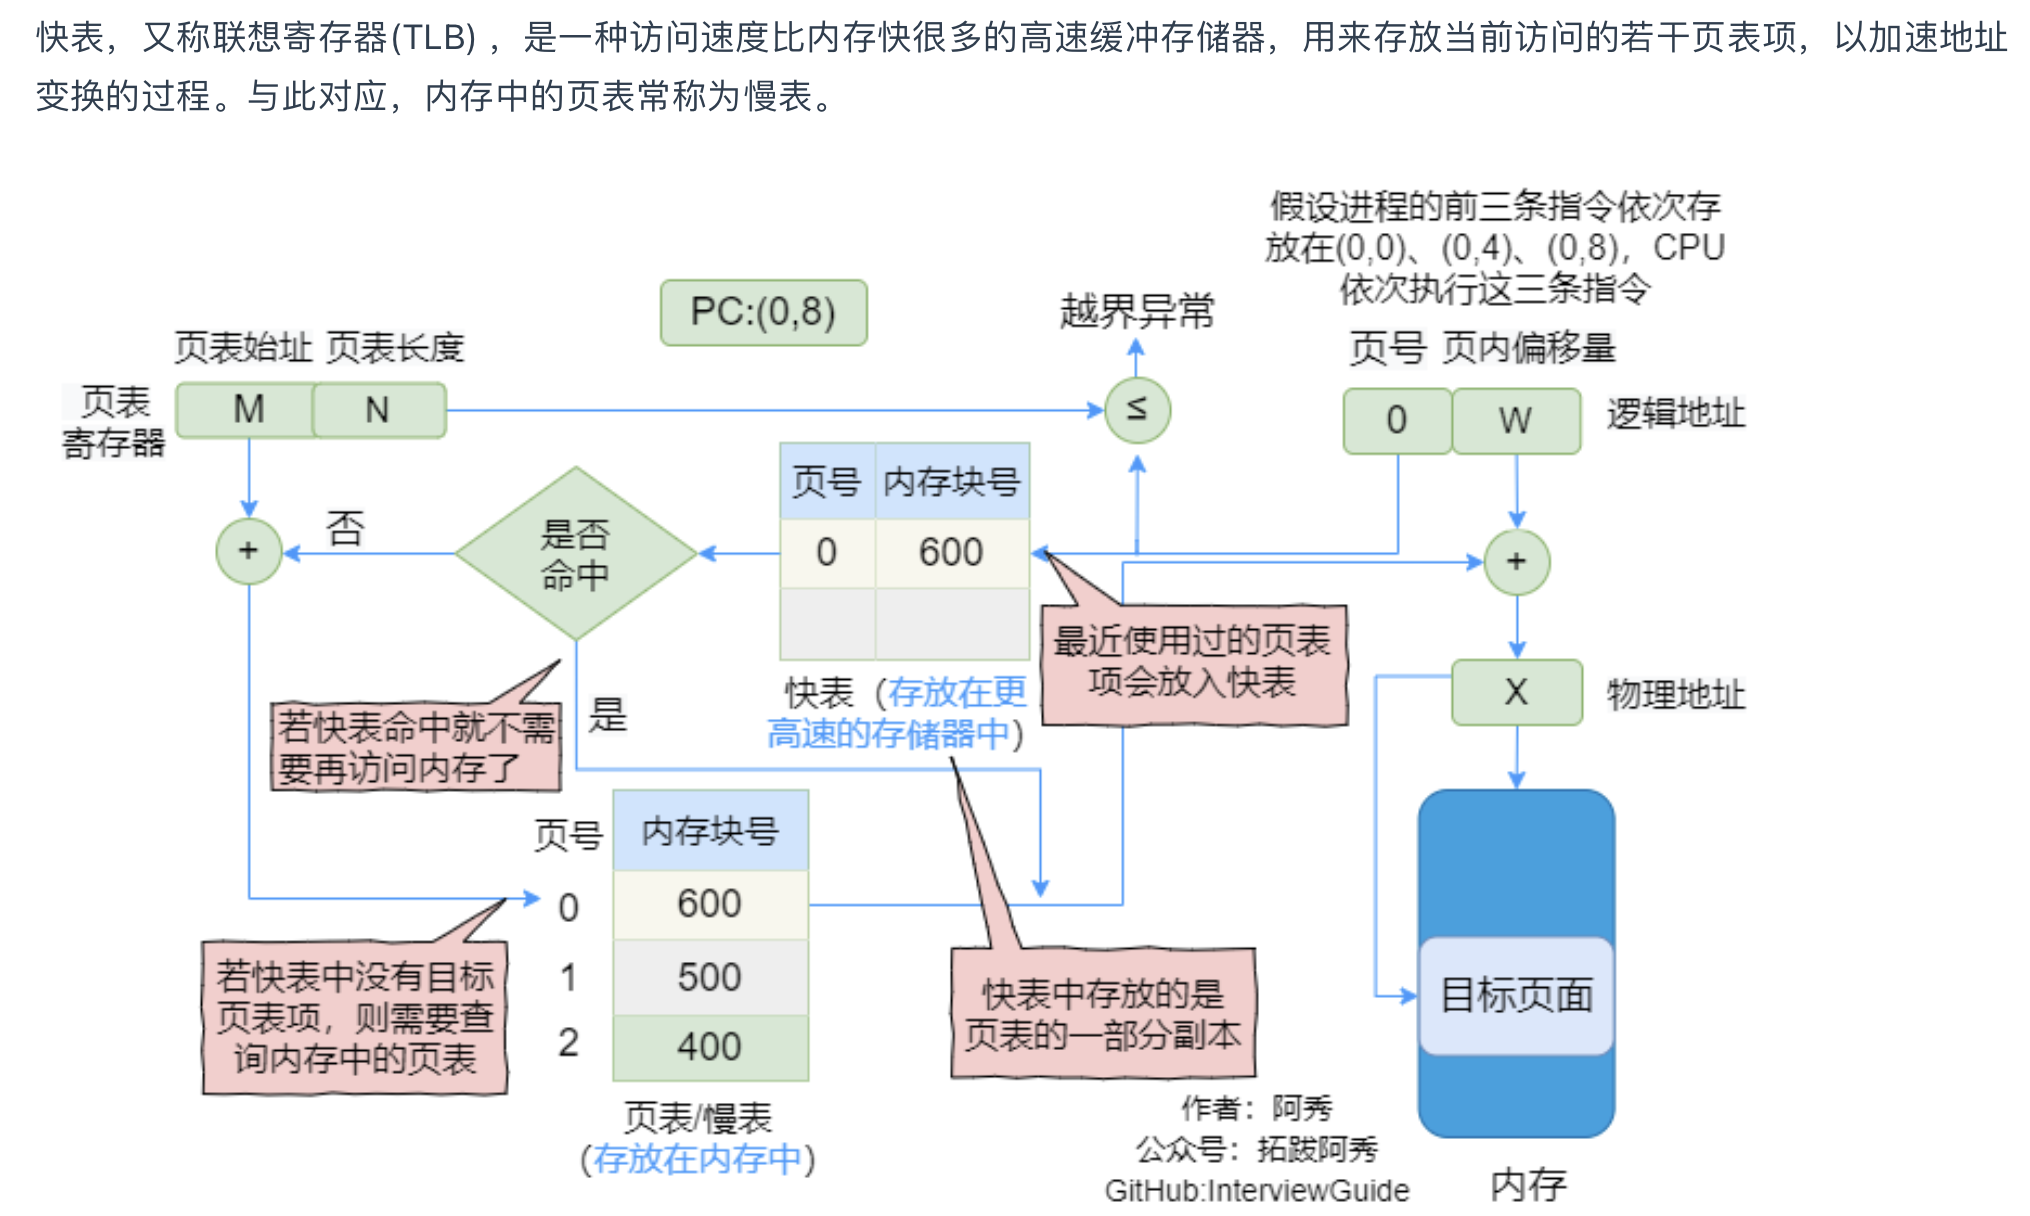 快表，又称联想寄存器(TLB) ，是一种访问速度比内存快很多的高速缓冲存储器，用来存放当前访问的若干页表项，以加速地址
变换的过程。与此对应，内存中的页表常称为慢表。
假设进程的前三条指令依次存
放在(0,0)、(0,4)、(0,8)，CPU
依次执行这三条指令
PC:(0,8)
越界异常
页表始址 页表长度
页号 页内偏移量
页表
寄存器
M N
≤
0 W
逻辑地址
页号 内存块号
0 600
是否
命中
否
+
+
最近使用过的页表
项会放入快表
快表（存放在更
高速的存储器中）
X
物理地址
若快表命中就不需
要再访问内存了
是
页号 内存块号
0 600
1 500
2 400
页表/慢表
（存放在内存中）
若快表中没有目标
页表项，则需要查
询内存中的页表
快表中存放的是
页表的一部分副本
目标页面
内存
作者：阿秀
公众号：拓跋阿秀
GitHub:InterviewGuide